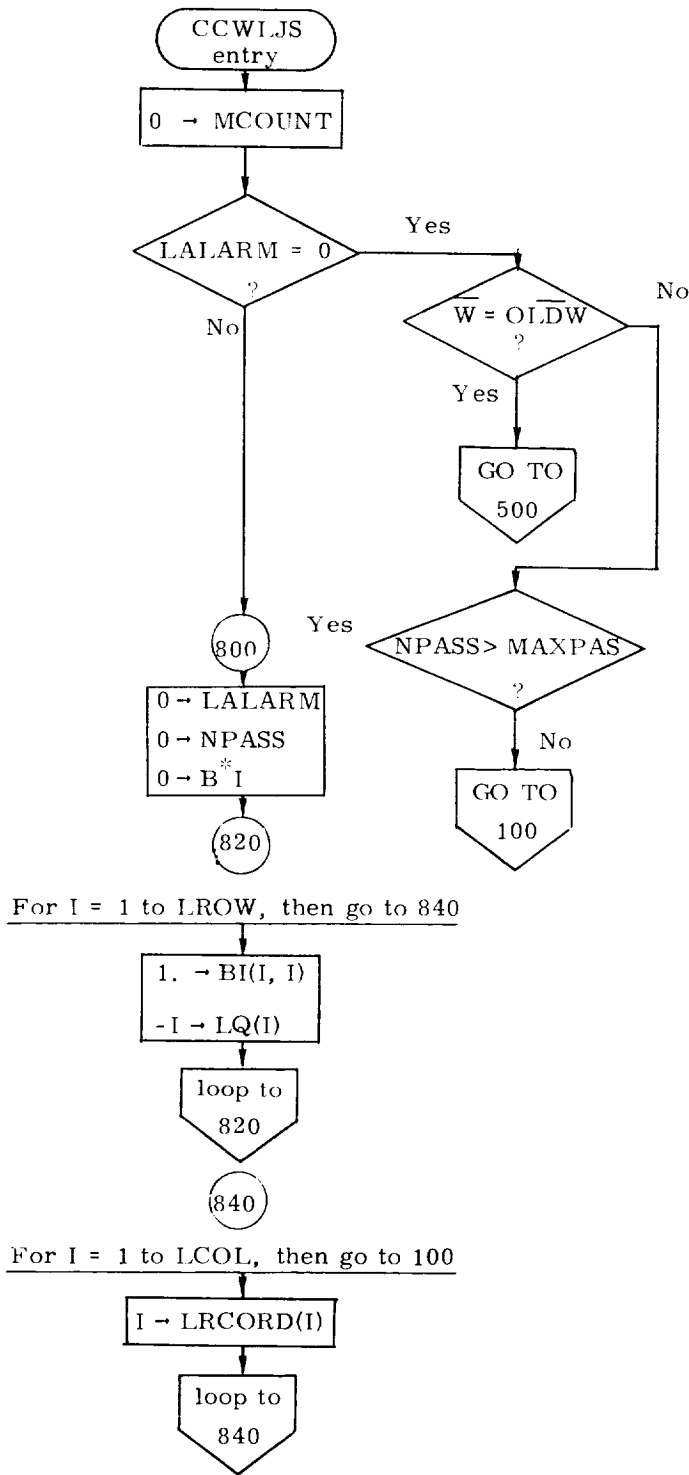 CCWLJS
entry
0 → MCOUNT
LALARM = 0
?
Yes
No
W̅ = OLD̅W̅
?
No
Yes
GO TO
500
NPASS > MAXPAS
?
Yes
No
GO TO
100
800
0 → LALARM
0 → NPASS
0 → B*I
820
For I = 1 to LROW, then go to 840
1. → BI(I, I)
-I → LQ(I)
loop to
820
840
For I = 1 to LCOL, then go to 100
I → LRCORD(I)
loop to
840